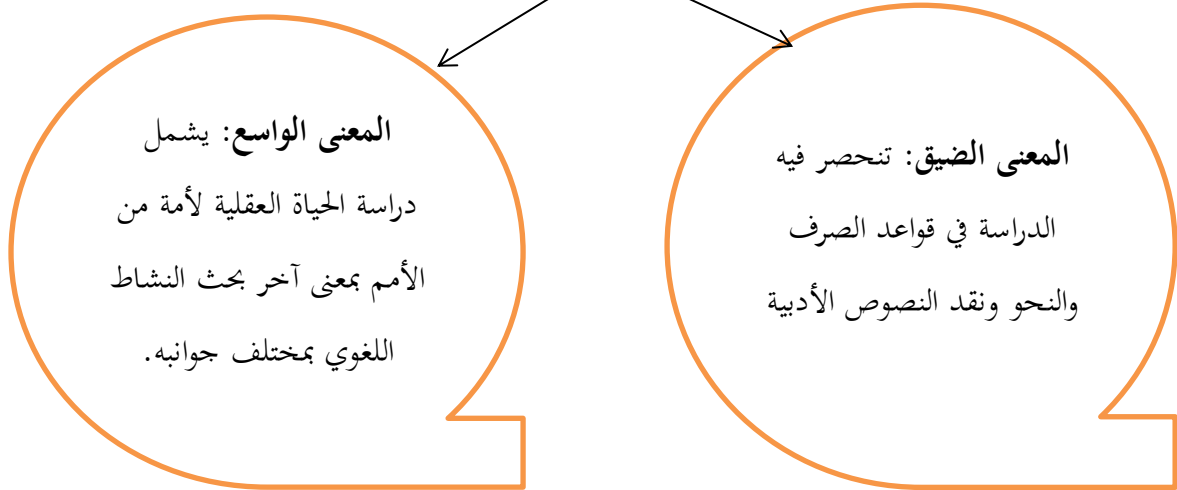 المعنى الضيق: تنحصر فيه
الدراسة في قواعد الصرف
والنحو ونقد النصوص الأدبية
المعنى الواسع: يشمل
دراسة الحياة العقلية لأمة من
الأمم بمعنى آخر بحث النشاط
اللغوي بمختلف جوانبه.